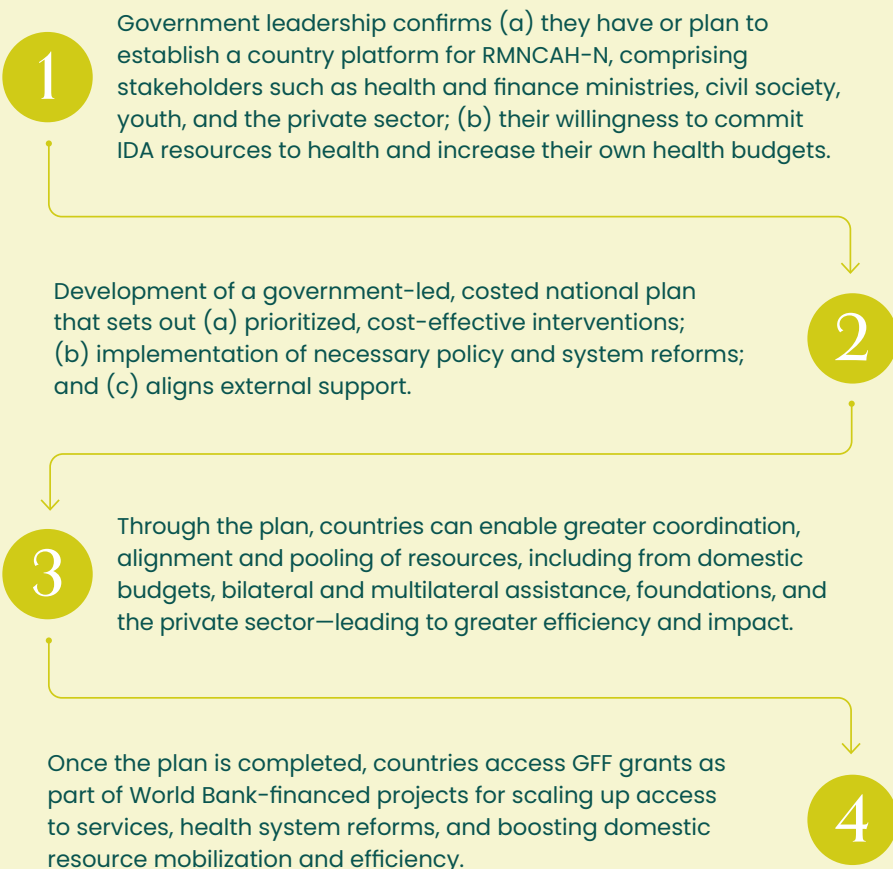 Government leadership confirms (a) they have or plan to
establish a country platform for RMNCAH-N, comprising
stakeholders such as health and finance ministries, civil society,
youth, and the private sector; (b) their willingness to commit
IDA resources to health and increase their own health budgets.
1
Development of a government-led, costed national plan
that sets out (a) prioritized, cost-effective interventions;
(b) implementation of necessary policy and system reforms;
and (c) aligns external support.
2
Through the plan, countries can enable greater coordination,
alignment and pooling of resources, including from domestic
budgets, bilateral and multilateral assistance, foundations, and
the private sector—leading to greater efficiency and impact.
3
Once the plan is completed, countries access GFF grants as
part of World Bank-financed projects for scaling up access
to services, health system reforms, and boosting domestic
resource mobilization and efficiency.
4